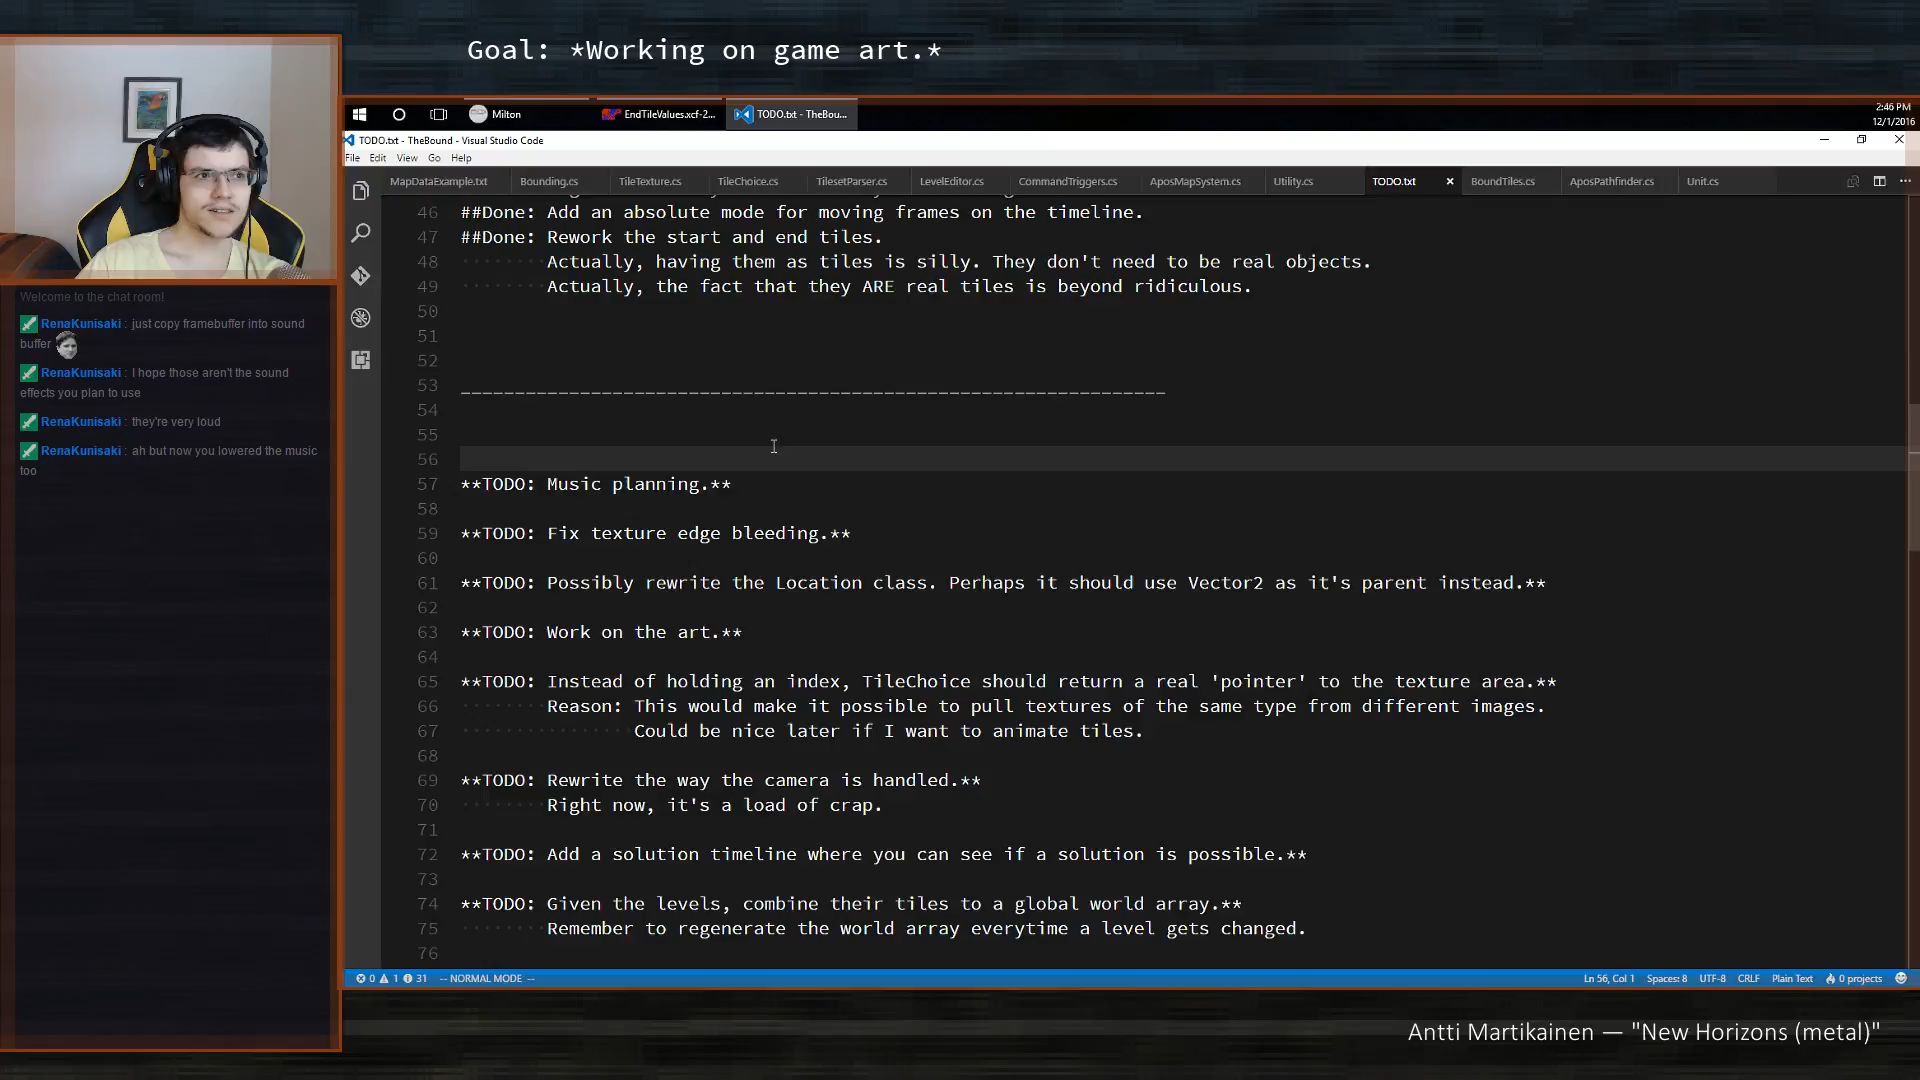 Goal: *Working on game art.*
Milton
EndTileValues.xcf-2...
TODO.txt - TheBou...
2:46 PM
12/1/2016
TODO.txt - TheBound - Visual Studio Code
File Edit View Go Help
MapDataExample.txt Bounding.cs TileTexture.cs TileChoice.cs TilesetParser.cs LevelEditor.cs CommandTriggers.cs AposMapSystem.cs Utility.cs TODO.txt BoundTiles.cs AposPathfinder.cs Unit.cs
46 ##Done: Add an absolute mode for moving frames on the timeline.
47 ##Done: Rework the start and end tiles.
48 Actually, having them as tiles is silly. They don't need to be real objects.
49 Actually, the fact that they ARE real tiles is beyond ridiculous.
50
51
52
53 _________________________________________________________________
54
55
56
57 **TODO: Music planning.**
58
59 **TODO: Fix texture edge bleeding.**
60
61 **TODO: Possibly rewrite the Location class. Perhaps it should use Vector2 as it's parent instead.**
62
63 **TODO: Work on the art.**
64
65 **TODO: Instead of holding an index, TileChoice should return a real 'pointer' to the texture area.**
66 Reason: This would make it possible to pull textures of the same type from different images.
67 Could be nice later if I want to animate tiles.
68
69 **TODO: Rewrite the way the camera is handled.**
70 Right now, it's a load of crap.
71
72 **TODO: Add a solution timeline where you can see if a solution is possible.**
73
74 **TODO: Given the levels, combine their tiles to a global world array.**
75 Remember to regenerate the world array everytime a level gets changed.
76
0 1 31 -- NORMAL MODE --
Ln 56, Col 1 Spaces: 8 UTF-8 CRLF Plain Text 0 projects
Welcome to the chat room!
RenaKunisaki : just copy framebuffer into sound
buffer
RenaKunisaki : I hope those aren't the sound
effects you plan to use
RenaKunisaki : they're very loud
RenaKunisaki : ah but now you lowered the music
too
Antti Martikainen — "New Horizons (metal)"